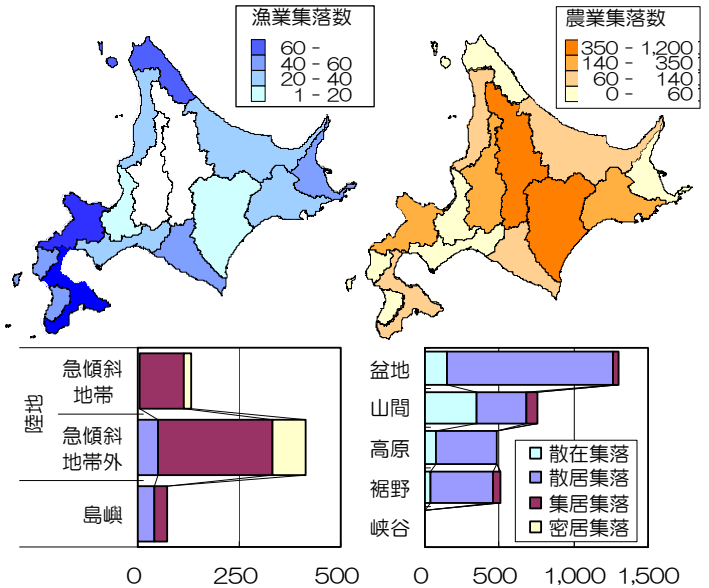 漁業集落数
60 -
40 - 60
20 - 40
1 - 20
農業集落数
350 - 1,200
140 - 350
60 - 140
0 - 60
陸地
急傾斜
地帯
急傾斜
地帯外
島嶼
0 250 500
盆地
山間
高原
裾野
峡谷
散在集落
散居集落
集居集落
密居集落
0 500 1,000 1,500